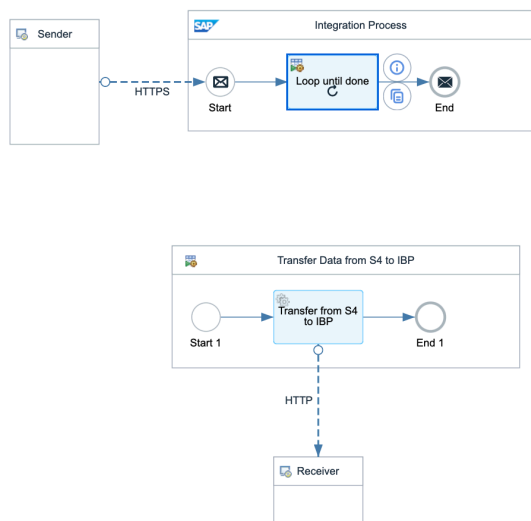 Sender
SAP
Integration Process
Loop until done
HTTPS
Start
End
Transfer Data from S4 to IBP
Transfer from S4
to IBP
Start 1
End 1
HTTP
Receiver